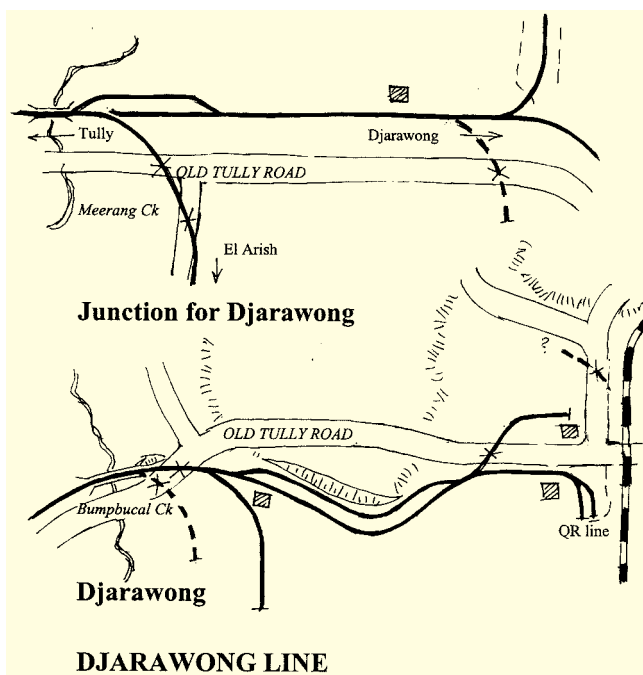 Tully
Djarawong
OLD TULLY ROAD
Meerang Ck
El Arish
Junction for Djarawong
?
OLD TULLY ROAD
Bumpbucal Ck
QR line
Djarawong
DJARAWONG LINE